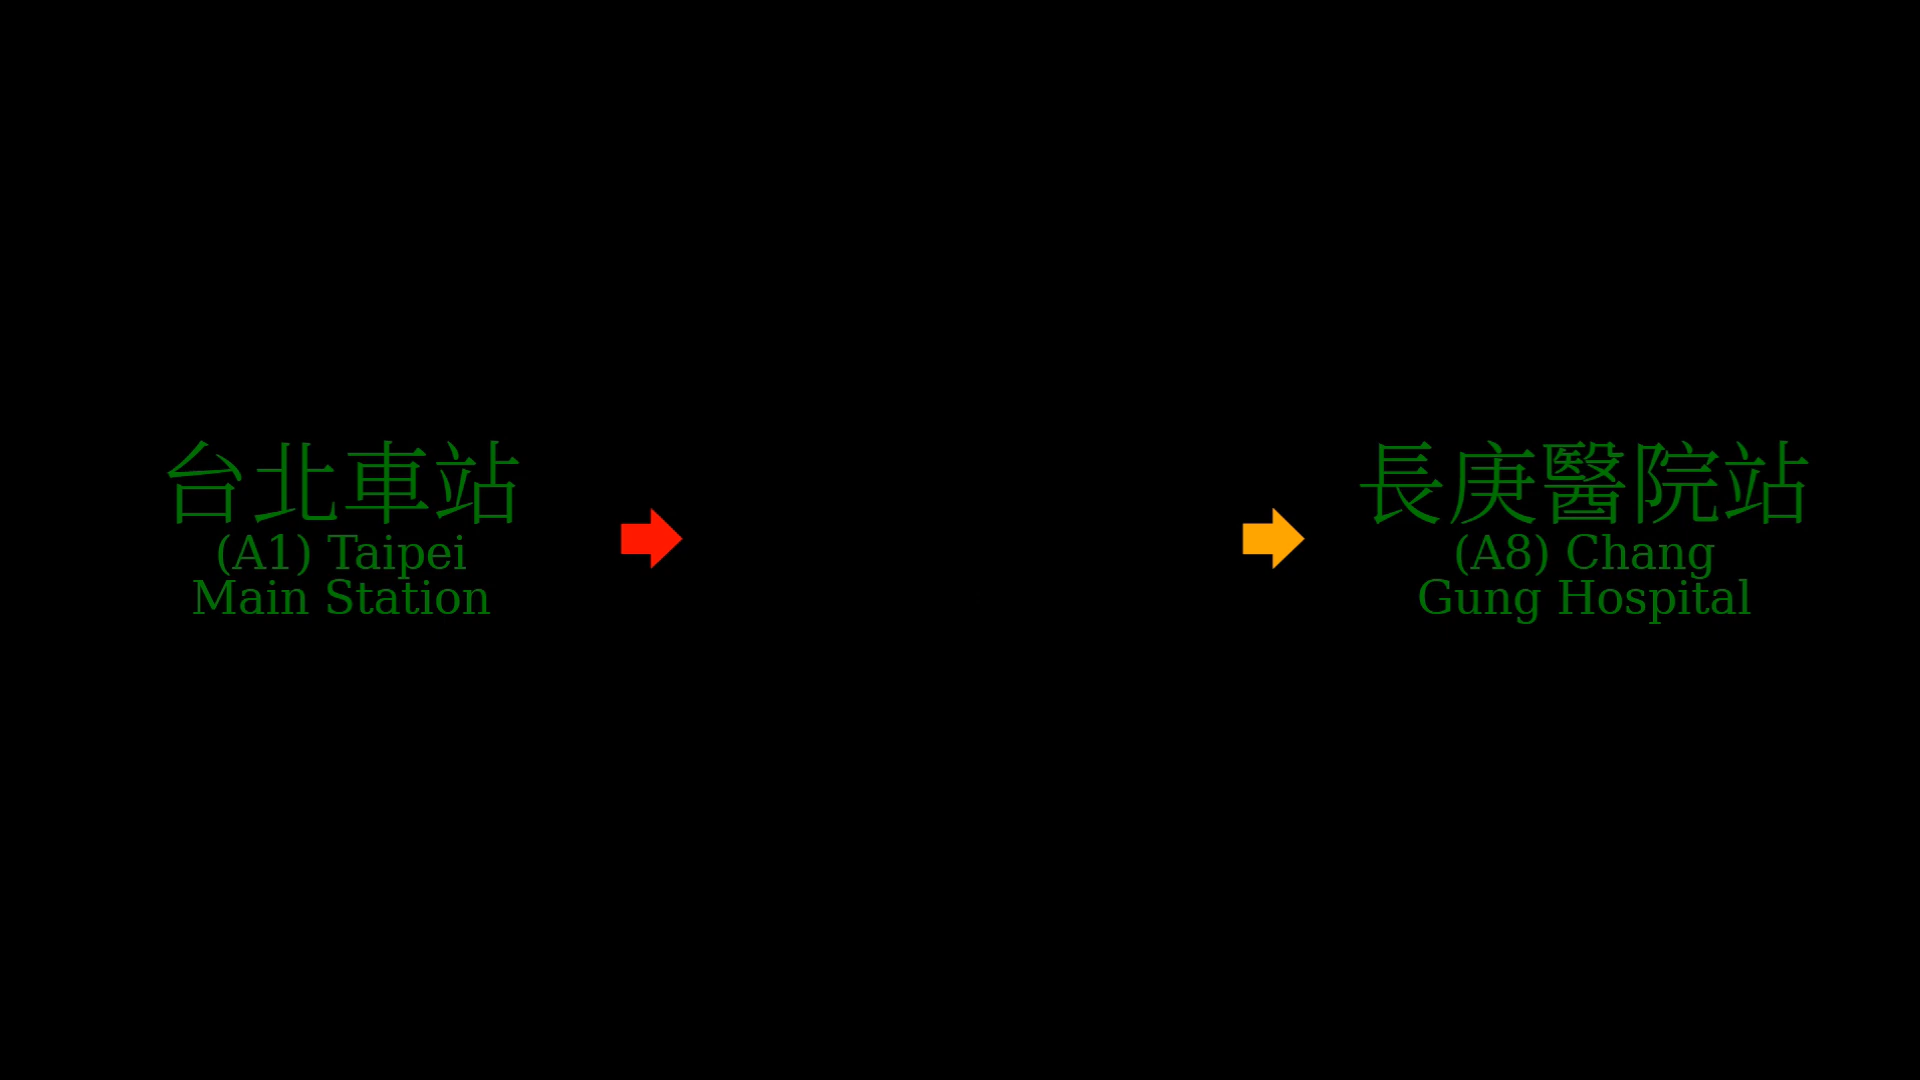 台北車站
(A1) Taipei
Main Station
長庚醫院站
(A8) Chang
Gung Hospital